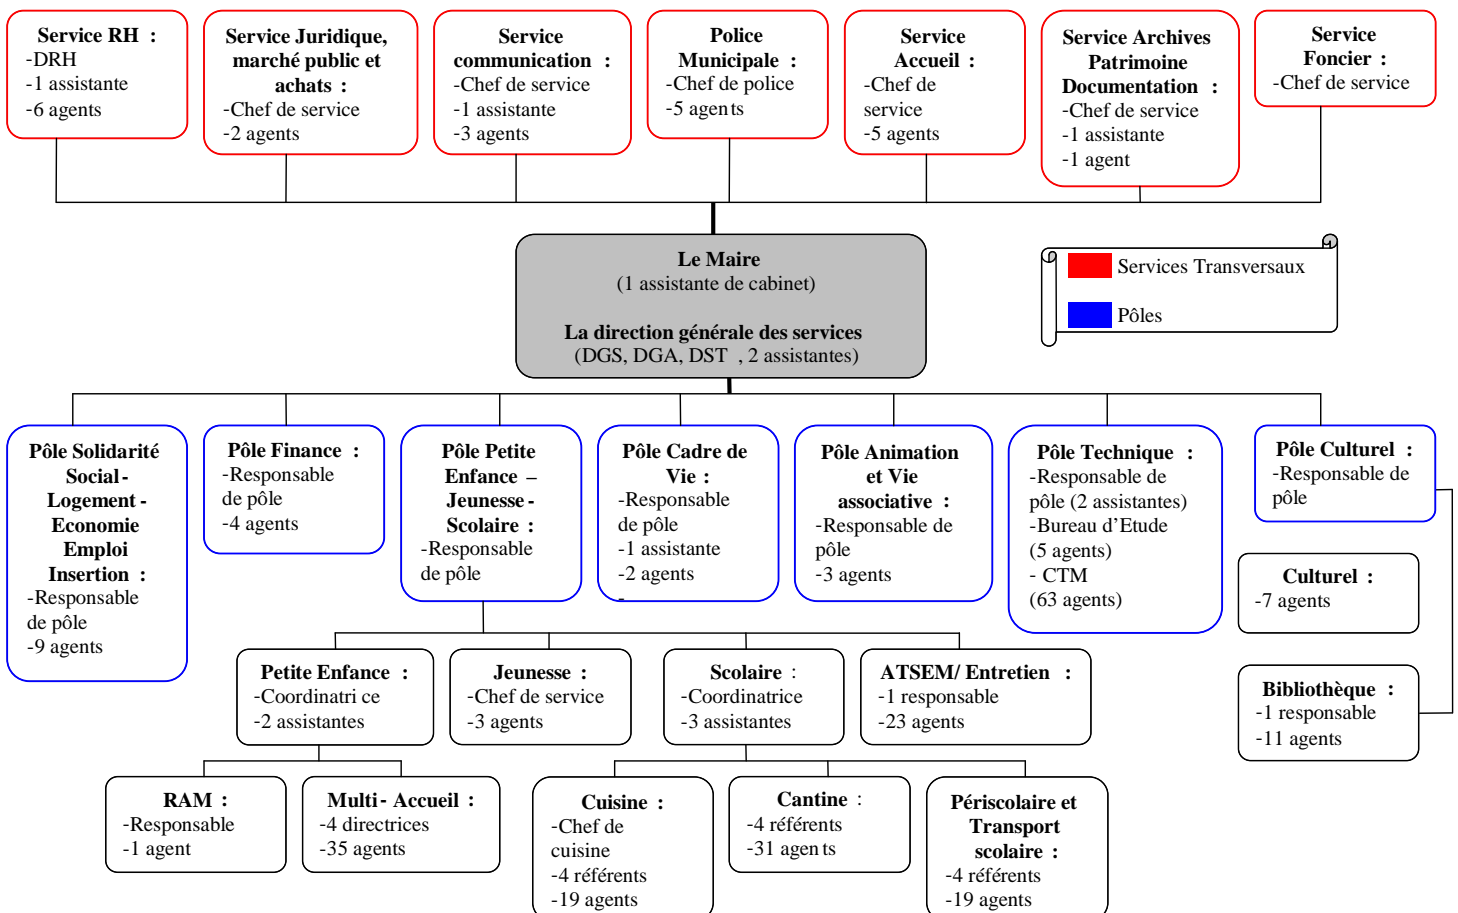 Service RH :
-DRH
-1 assistante
-6 agents
Service Juridique,
marché public et
achats :
-Chef de service
-2 agents
Service
communication :
-Chef de service
-1 assistante
-3 agents
Police
Municipale :
-Chef de police
-5 agents
Service
Accueil :
-Chef de
service
-5 agents
Service Archives
Patrimoine
Documentation :
-Chef de service
-1 assistante
-1 agent
Service
Foncier :
-Chef de service
Le Maire
(1 assistante de cabinet)
La direction générale des services
(DGS, DGA, DST , 2 assistantes)
Services Transversaux
Pôles
Pôle Solidarité
Social-
Logement -
Economie
Emploi
Insertion :
-Responsable
de pôle
-9 agents
Pôle Finance :
-Responsable
de pôle
-4 agents
Pôle Petite
Enfance –
Jeunesse-
Scolaire :
-Responsable
de pôle
Pôle Cadre de
Vie :
-Responsable
de pôle
-1 assistante
-2 agents
-
Pôle Animation
et Vie
associative :
-Responsable de
pôle
-3 agents
Pôle Technique :
-Responsable de
pôle (2 assistantes)
-Bureau d'Etude
(5 agents)
- CTM
(63 agents)
Pôle Culturel :
-Responsable de
pôle
Culturel :
-7 agents
Bibliothèque :
-1 responsable
-11 agents
Petite Enfance :
-Coordinatri ce
-2 assistantes
Jeunesse :
-Chef de service
-3 agents
Scolaire :
-Coordinatrice
-3 assistantes
ATSEM/ Entretien :
-1 responsable
-23 agents
RAM :
-Responsable
-1 agent
Multi- Accueil :
-4 directrices
-35 agents
Cuisine :
-Chef de
cuisine
-4 référents
-19 agents
Cantine :
-4 référents
-31 agents
Périscolaire et
Transport
scolaire :
-4 référents
-19 agents